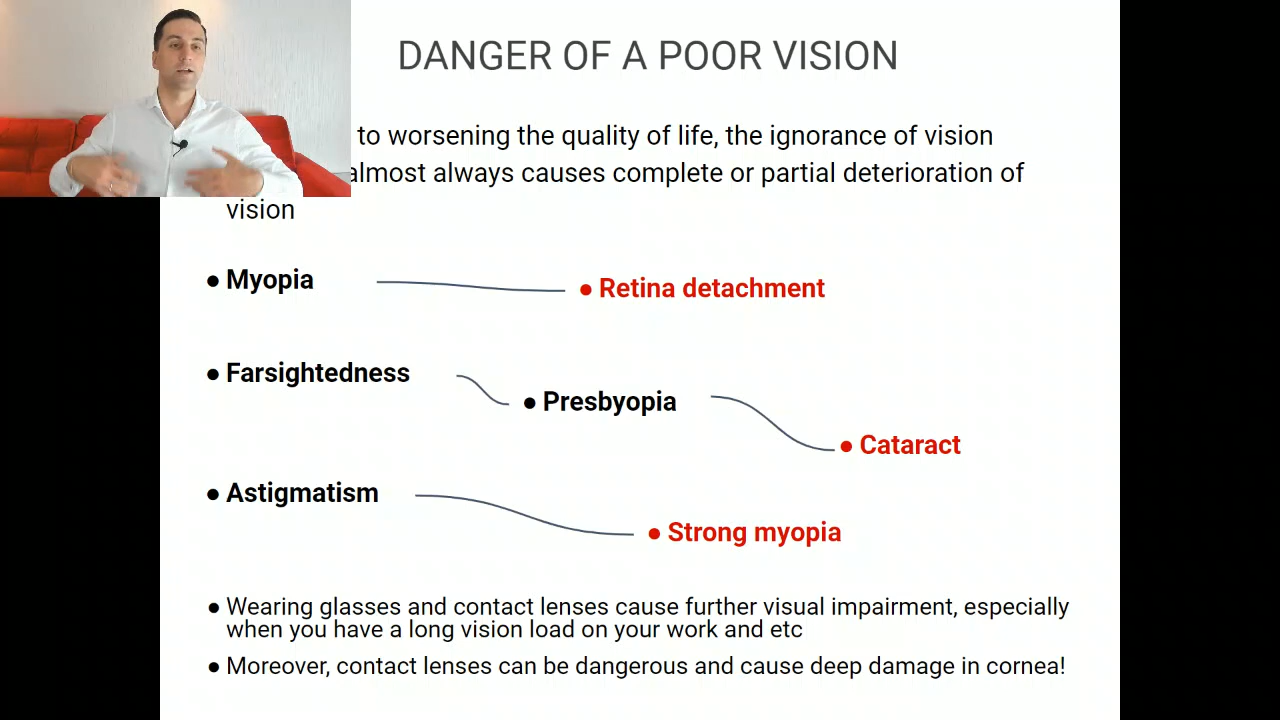 DANGER OF A POOR VISION
to worsening the quality of life, the ignorance of vision
almost always causes complete or partial deterioration of
vision
● Myopia
● Retina detachment
● Farsightedness
● Presbyopia
● Cataract
● Astigmatism
● Strong myopia
● Wearing glasses and contact lenses cause further visual impairment, especially
when you have a long vision load on your work and etc
● Moreover, contact lenses can be dangerous and cause deep damage in cornea!